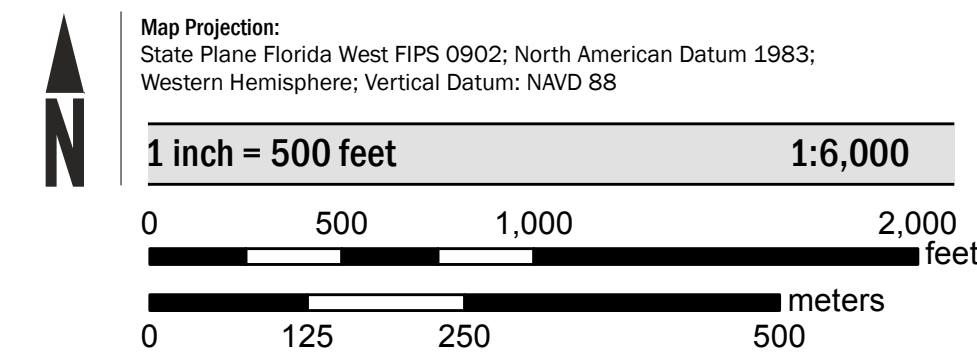 Map Projection:
State Plane Florida West FIPS 0902; North American Datum 1983;
Western Hemisphere; Vertical Datum: NAVD 88
N
1 inch = 500 feet 1:6,000
0 500 1,000 2,000
feet
meters
0 125 250 500